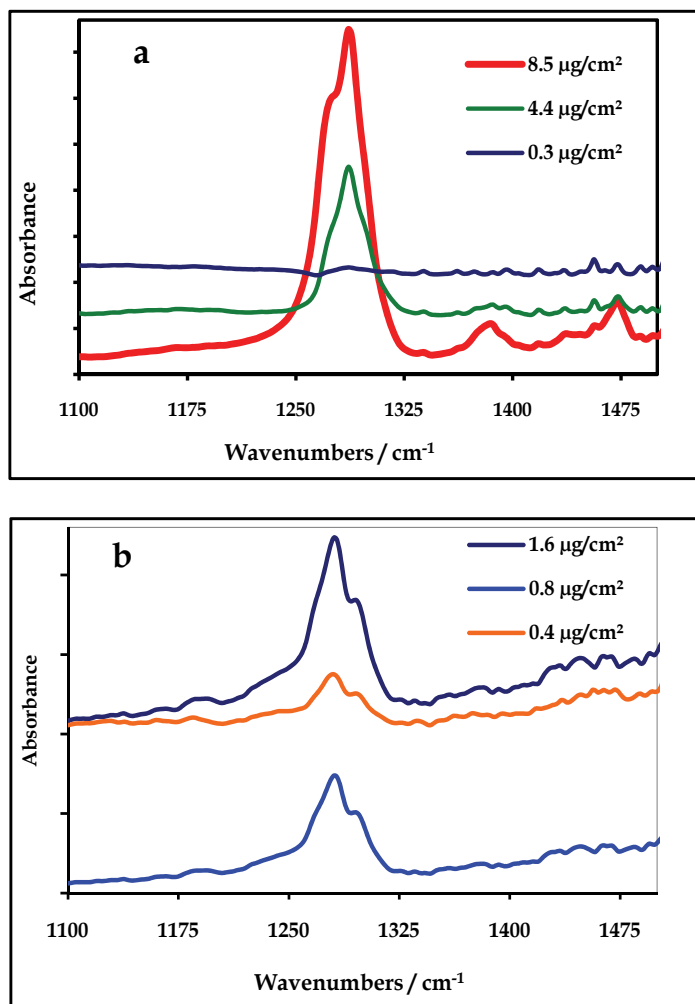 a
8.5 µg/cm²
4.4 µg/cm²
0.3 µg/cm²
Absorbance
1100 1175 1250 1325 1400 1475
Wavenumbers / cm-1
b
1.6 µg/cm²
0.8 µg/cm²
0.4 µg/cm²
Absorbance
1100 1175 1250 1325 1400 1475
Wavenumbers / cm-1